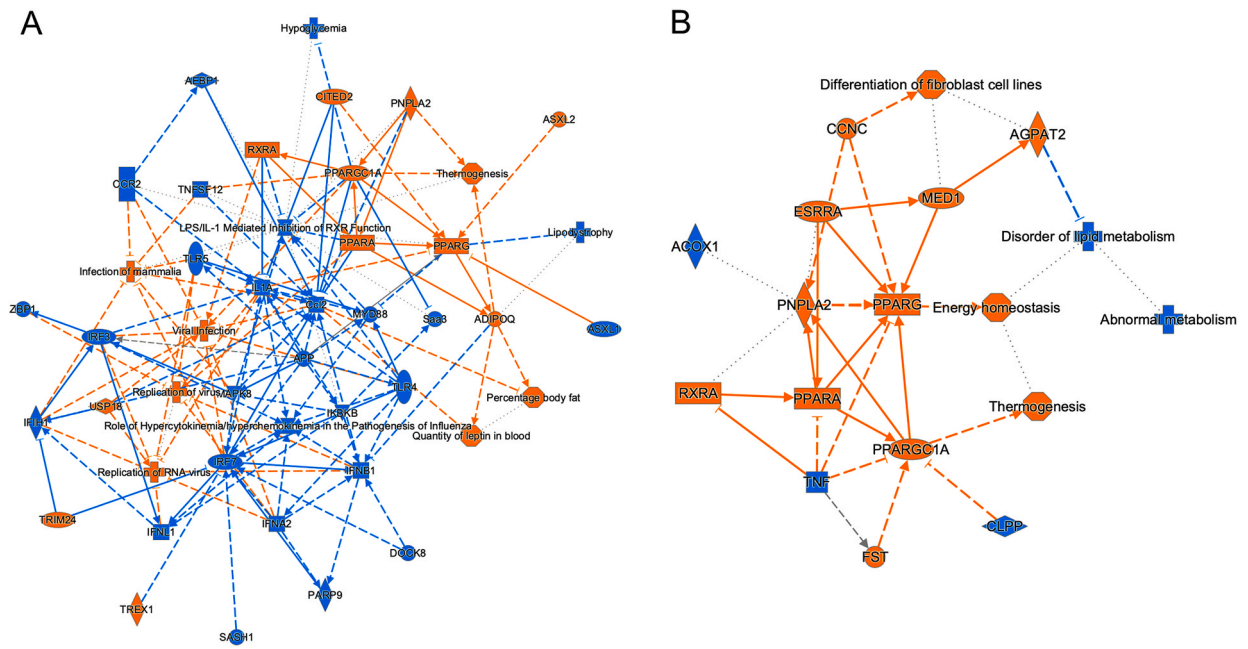 A
Hypoglycemia
AEBP1
CITED2
PNPLA2
ASXL2
RXRA
PPARGC1A
Thermogenesis
CCR2
TNFSF12
LPS/IL-1 Mediated Inhibition of RXR Function
PPARA
PPARG
Lipodystrophy
TLR5
Infection of mammalia
IL1A
Ccl2
ZBP1
MYD88
Saa3
ADIPOQ
ASXL1
IRF3
Viral Infection
APP
Replication of virus
MAPK8
TLR4
Percentage body fat
USP18
IKBKB
IFIH1
Role of Hypercytokinemia/hyperchemokinemia in the Pathogenesis of Influenza
Quantity of leptin in blood
IRF7
Replication of RNA virus
IFNB1
TRIM24
IFNL1
IFNA2
DOCK8
PARP9
TREX1
SASH1
B
Differentiation of fibroblast cell lines
CCNC
AGPAT2
MED1
ESRRA
ACOX1
Disorder of lipid metabolism
PNPLA2
PPARG
Energy homeostasis
Abnormal metabolism
RXRA
PPARA
Thermogenesis
PPARGC1A
TNF
CLPP
FST